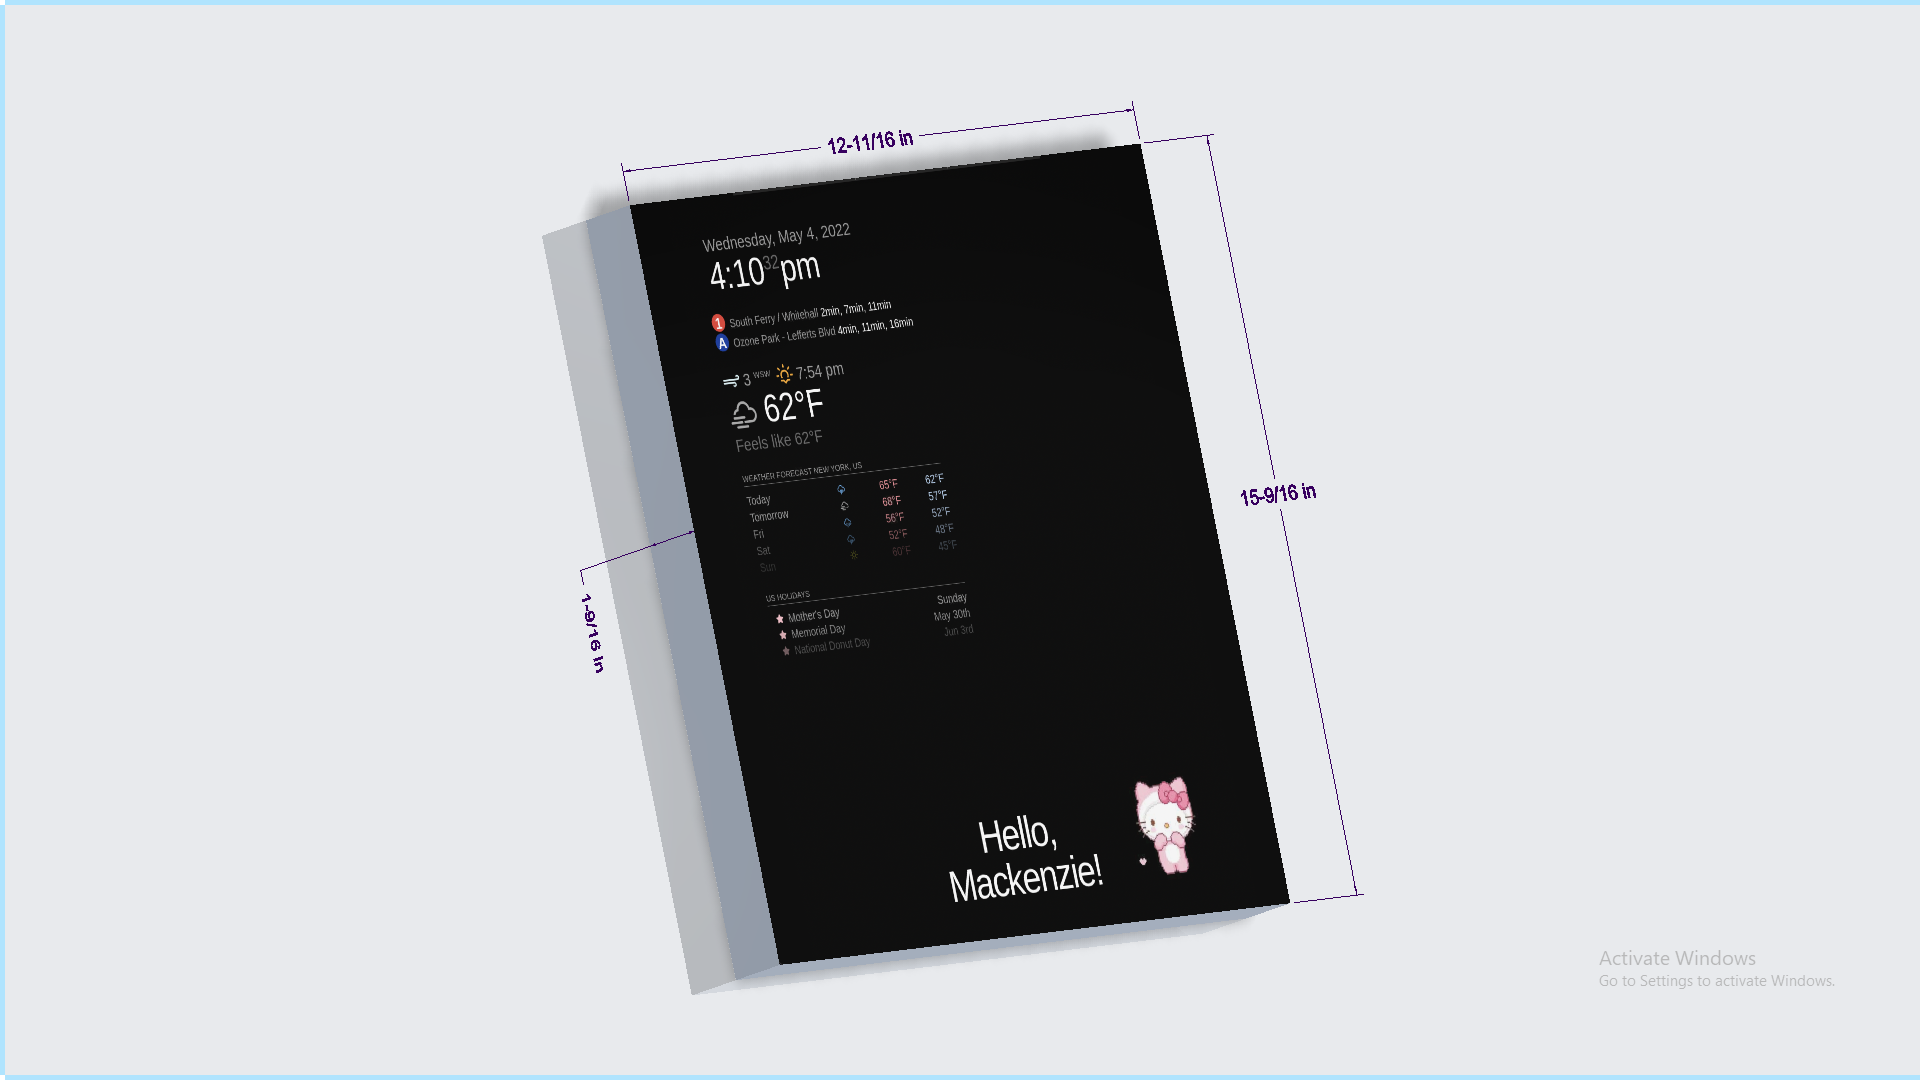 12-11/16 in
Wednesday, May 4, 2022
4:10 32 pm
1 South Ferry / Whitehall 2min, 7min, 11min
A Ozone Park - Lefferts Blvd 4min, 11min, 16min
3 WSW 7:54 pm
62°F
Feels like 62°F
WEATHER FORECAST NEW YORK, US
Today 65°F 62°F
Tomorrow 68°F 57°F
Fri 56°F 52°F
Sat 52°F 48°F
Sun 60°F 45°F
15-9/16 in
1-9/16 in
US HOLIDAYS
Mother's Day Sunday
Memorial Day May 30th
National Donut Day Jun 3rd
Hello,
Mackenzie!
Activate Windows
Go to Settings to activate Windows.